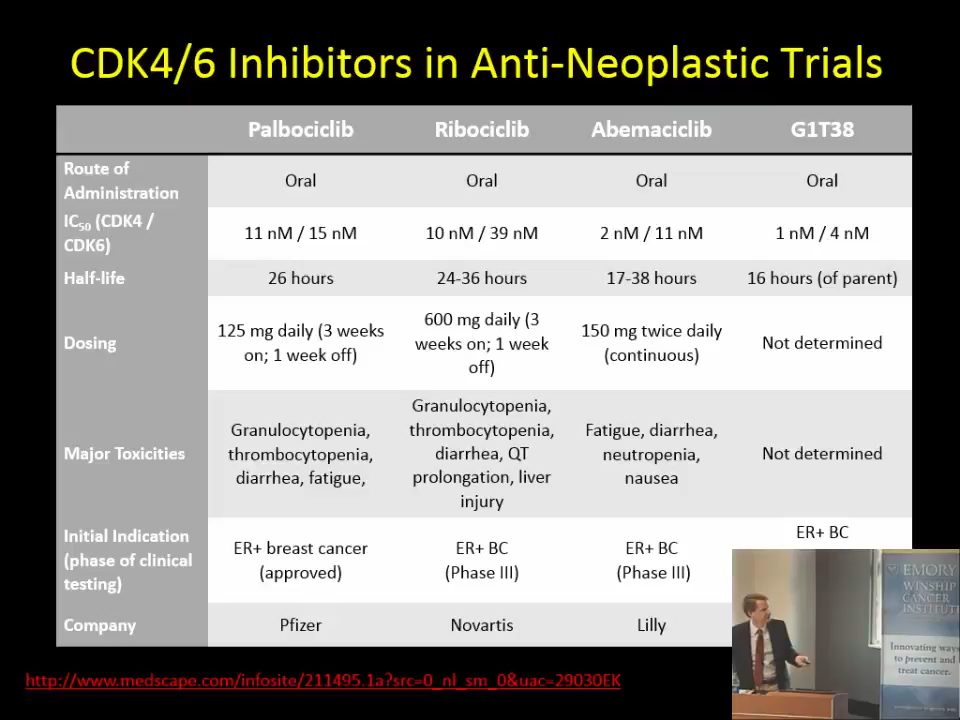 CDK4/6 Inhibitors in Anti-Neoplastic Trials
Palbociclib Ribociclib Abemaciclib G1T38
Route of
Administration
Oral Oral Oral Oral
IC50 (CDK4 /
CDK6)
11 nM / 15 nM 10 nM / 39 nM 2 nM / 11 nM 1 nM / 4 nM
Half-life 26 hours 24-36 hours 17-38 hours 16 hours (of parent)
Dosing
125 mg daily (3 weeks
on; 1 week off)
600 mg daily (3
weeks on; 1 week
off)
150 mg twice daily
(continuous)
Not determined
Major Toxicities
Granulocytopenia,
thrombocytopenia,
diarrhea, fatigue,
Granulocytopenia,
thrombocytopenia,
diarrhea, QT
prolongation, liver
injury
Fatigue, diarrhea,
neutropenia,
nausea
Not determined
Initial Indication
(phase of clinical
testing)
ER+ breast cancer
(approved)
ER+ BC
(Phase III)
ER+ BC
(Phase III)
ER+ BC
Company Pfizer Novartis Lilly
http://www.medscape.com/infosite/211495.1a?src=0_nl_sm_0&uac=29030EK
EMORY
WINSHIP
CANCER
INSTITUTE
Innovating ways
to prevent and
treat cancer.